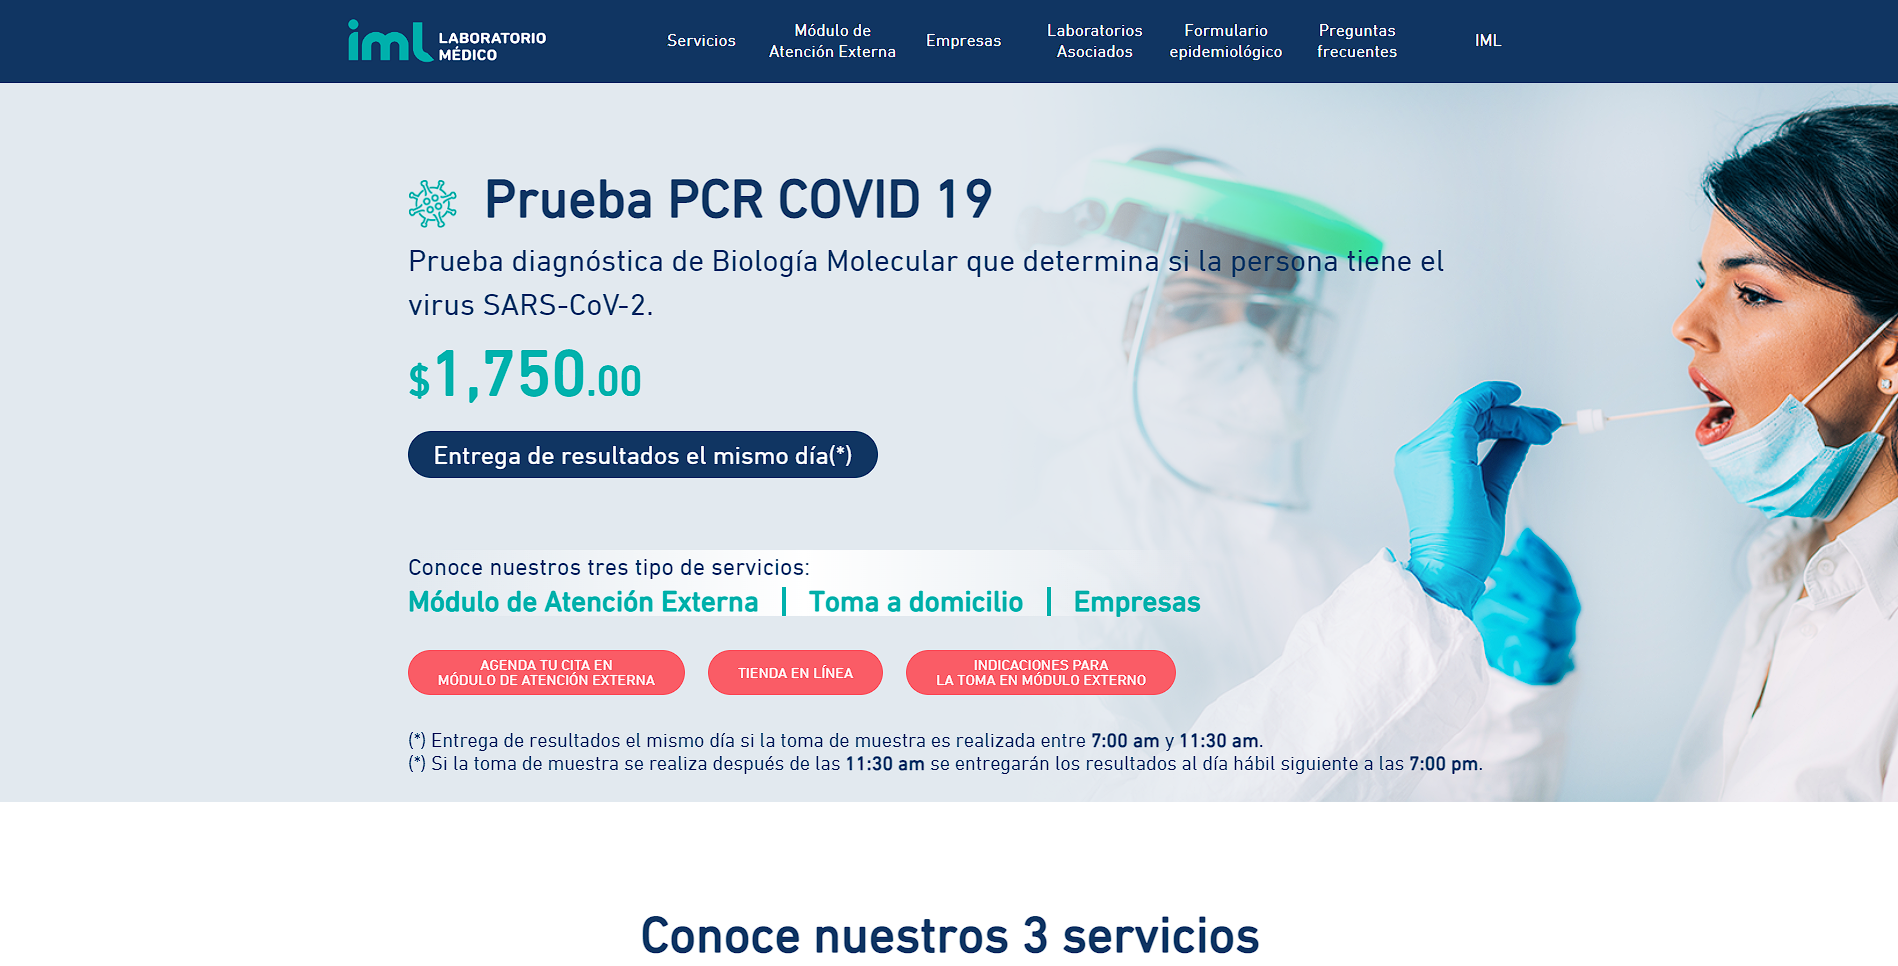 iml LABORATORIO
MÉDICO
Servicios
Módulo de
Atención Externa
Empresas
Laboratorios
Asociados
Formulario
epidemiológico
Preguntas
frecuentes
IML
Prueba PCR COVID 19
Prueba diagnóstica de Biología Molecular que determina si la persona tiene el
virus SARS-CoV-2.
$1,750.00
Entrega de resultados el mismo día(*)
Conoce nuestros tres tipo de servicios:
Módulo de Atención Externa | Toma a domicilio | Empresas
AGENDA TU CITA EN
MÓDULO DE ATENCIÓN EXTERNA
TIENDA EN LÍNEA
INDICACIONES PARA
LA TOMA EN MÓDULO EXTERNO
(*) Entrega de resultados el mismo día si la toma de muestra es realizada entre 7:00 am y 11:30 am.
(*) Si la toma de muestra se realiza después de las 11:30 am se entregarán los resultados al día hábil siguiente a las 7:00 pm.
Conoce nuestros 3 servicios